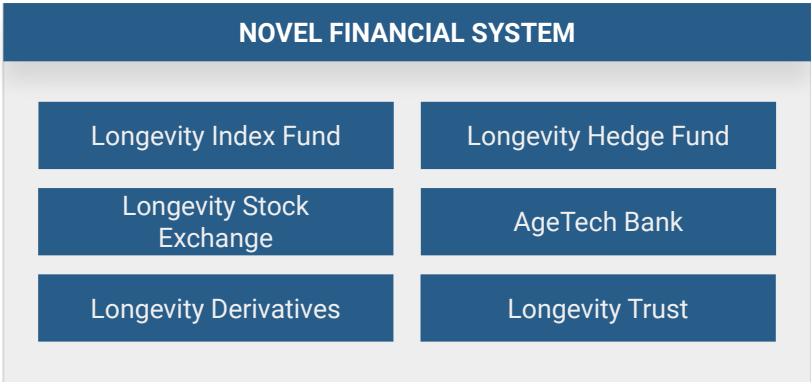 NOVEL FINANCIAL SYSTEM
Longevity Index Fund
Longevity Hedge Fund
Longevity Stock
Exchange
AgeTech Bank
Longevity Derivatives
Longevity Trust